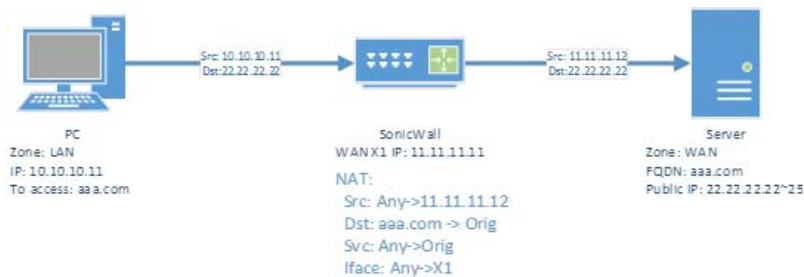 Src: 10.10.10.11
Dst:22.22.22.22
Src: 11.11.11.12
Dst:22.22.22.22
PC
Zone: LAN
IP: 10.10.10.11
To access: aaa.com
SonicWall
WAN X1 IP: 11.11.11.11
NAT:
Src: Any->11.11.11.12
Dst: aaa.com -> Orig
Svc: Any->Orig
Iface: Any->X1
Server
Zone: WAN
FQDN: aaa.com
Public IP: 22.22.22.22~25